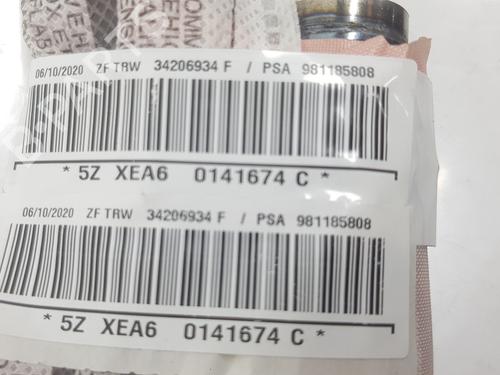 VEHIC
06/10/2020 ZF TRW 34206934 F / PSA 981185808
* 5Z XEA6 0141674 C *
06/10/2020 ZF TRW 34206934 F / PSA 981185808
* 5Z XEA6 0141674 C *